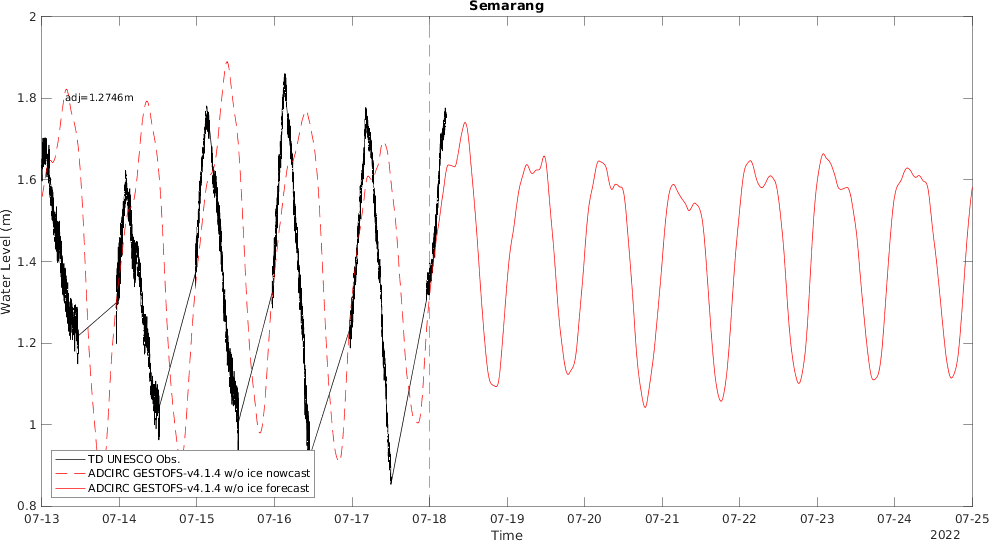 Semarang
2
1.8
1.6
1.4
1.2
1
0.8
Water Level (m)
adj=1.2746m
TD UNESCO Obs.
ADCIRC GESTOFS-v4.1.4 w/o ice nowcast
ADCIRC GESTOFS-v4.1.4 w/o ice forecast
07-13 07-14 07-15 07-16 07-17 07-18 07-19 07-20 07-21 07-22 07-23 07-24 07-25
Time
2022